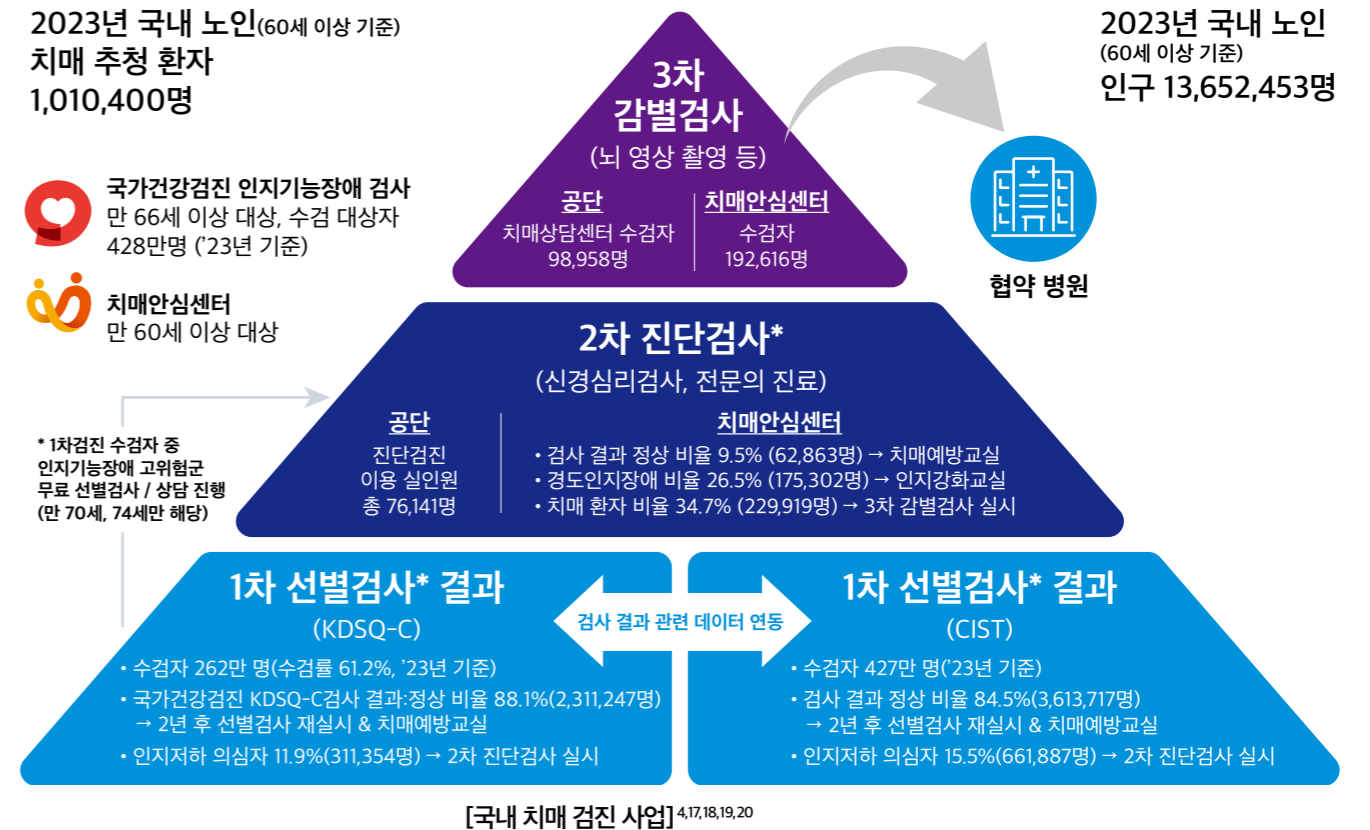 2023년 국내 노인(60세 이상 기준)
치매 추청 환자
1,010,400명
2023년 국내 노인
(60세 이상 기준)
인구 13,652,453명
국가건강검진 인지기능장애 검사
만 66세 이상 대상, 수검 대상자
428만명 (’23년 기준)
치매안심센터
만 60세 이상 대상
3차
감별검사
(뇌 영상 촬영 등)
공단
치매상담센터 수검자
98,958명
치매안심센터
수검자
192,616명
협약 병원
2차 진단검사*
(신경심리검사, 전문의 진료)
공단
진단검진
이용 실인원
총 76,141명
치매안심센터
• 검사 결과 정상 비율 9.5% (62,863명) → 치매예방교실
• 경도인지장애 비율 26.5% (175,302명) → 인지강화교실
• 치매 환자 비율 34.7% (229,919명) → 3차 감별검사 실시
* 1차검진 수검자 중
인지기능장애 고위험군
무료 선별검사 / 상담 진행
(만 70세, 74세만 해당)
1차 선별검사* 결과
(KDSQ-C)
• 수검자 262만 명(수검률 61.2%, ’23년 기준)
• 국가건강검진 KDSQ-C검사 결과:정상 비율 88.1%(2,311,247명)
→ 2년 후 선별검사 재실시 & 치매예방교실
• 인지저하 의심자 11.9%(311,354명) → 2차 진단검사 실시
검사 결과 관련 데이터 연동
1차 선별검사* 결과
(CIST)
• 수검자 427만 명(’23년 기준)
• 검사 결과 정상 비율 84.5%(3,613,717명)
→ 2년 후 선별검사 재실시 & 치매예방교실
• 인지저하 의심자 15.5%(661,887명) → 2차 진단검사 실시
[국내 치매 검진 사업] 4,17,18,19,20